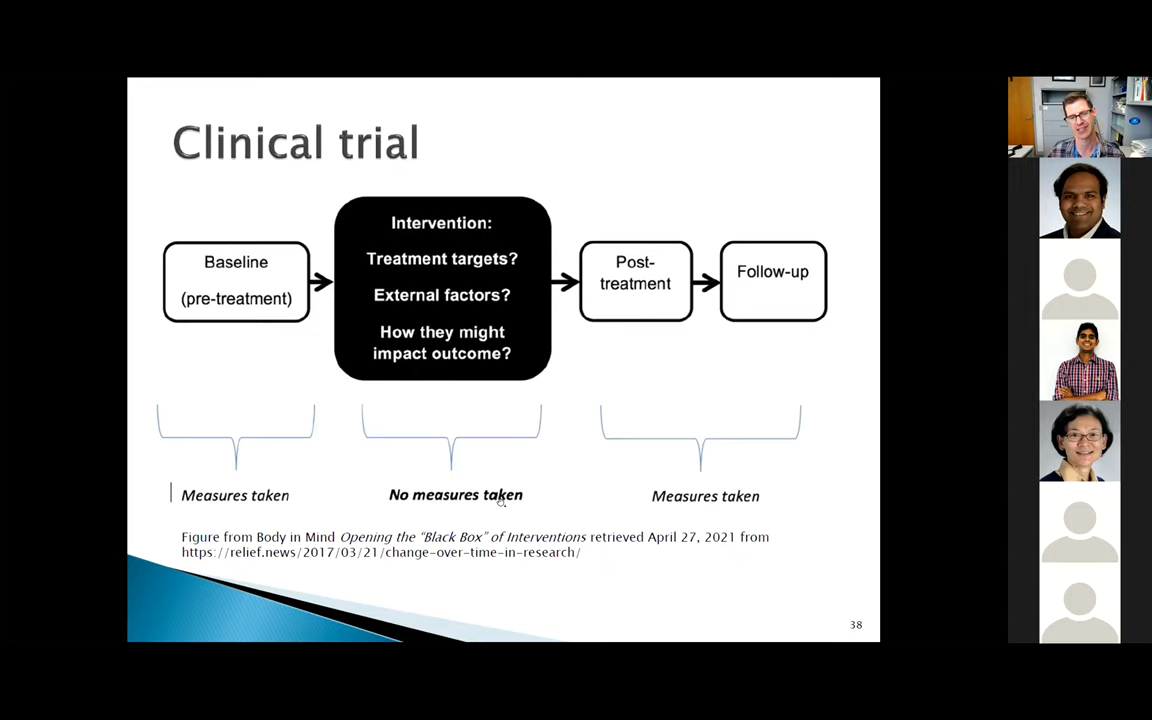 Clinical trial
Baseline
(pre-treatment)
Intervention:
Treatment targets?
External factors?
How they might
impact outcome?
Post-
treatment
Follow-up
Measures taken
No measures taken
Measures taken
Figure from Body in Mind Opening the “Black Box” of Interventions retrieved April 27, 2021 from
https://relief.news/2017/03/21/change-over-time-in-research/
38